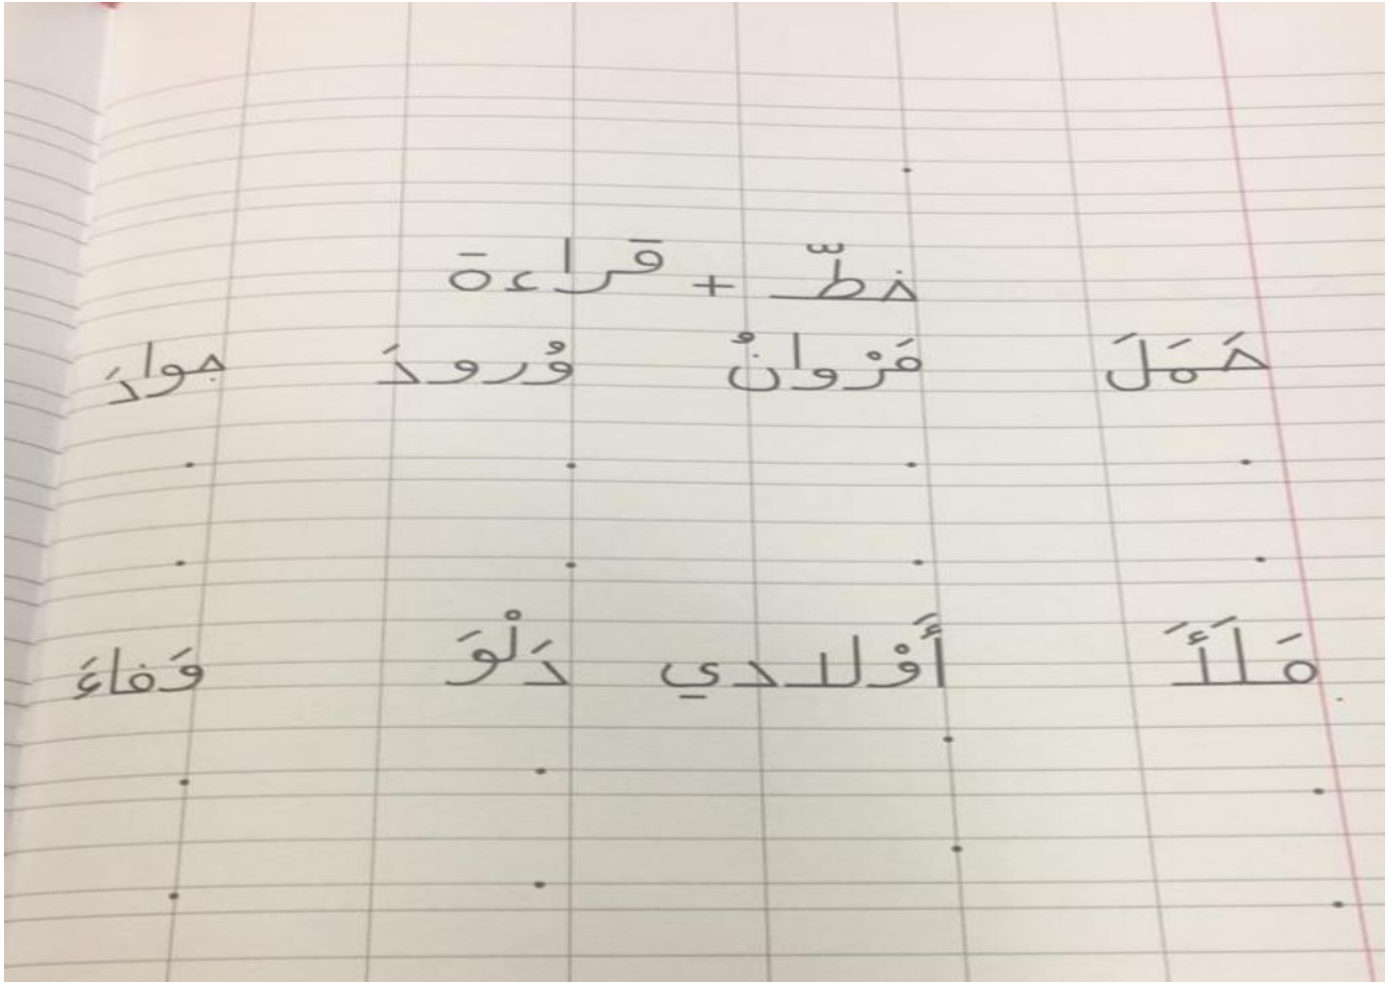 خطّ + قراءة
حَمَلَ مَرْوانُ وُرودَ جوادَ
مَلَأَ أَوْلادي دَلْوَ وَفاءَ